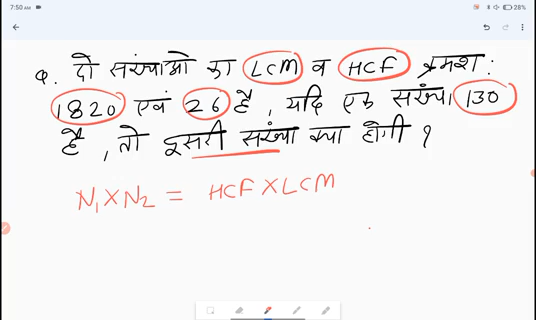 7:50 AM
28%
Q. दो संख्याओ का LCM व HCF क्रमश:
1820 एवं 26 है, यदि एक संख्या 130
है, तो दूसरी संख्या क्या होगी ?
N₁ × N₂ = HCF × LCM